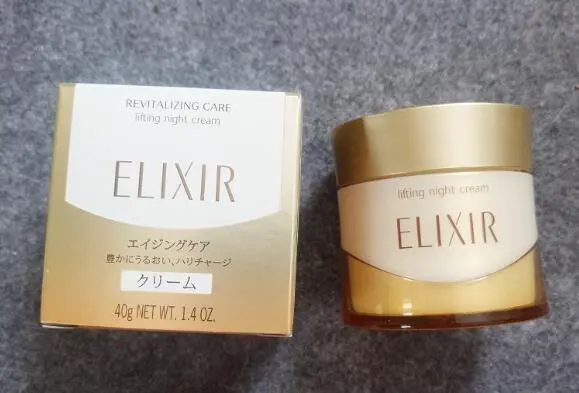 REVITALIZING CARE
lifting night cream
ELIXIR
エイジングケア
豊かにうるおい、ハリチャージ
クリーム
40g NET WT. 1.4 OZ.
lifting night cream
ELIXIR